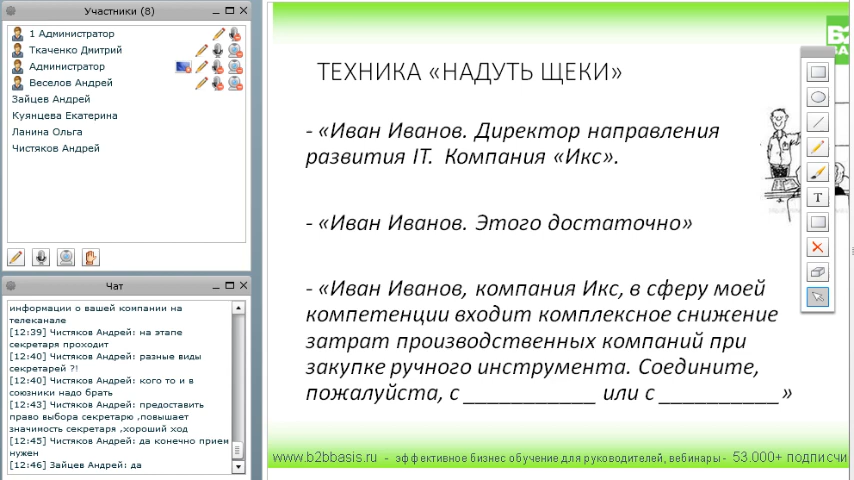 Участники (8)
1 Администратор
Ткаченко Дмитрий
Администратор
Веселов Андрей
Зайцев Андрей
Куянцева Екатерина
Ланина Ольга
Чистяков Андрей
Чат
информации о вашей компании на
телеканале
[12:39] Чистяков Андрей: на этапе
секретаря проходит
[12:40] Чистяков Андрей: разные виды
секретарей ?!
[12:40] Чистяков Андрей: кого то и в
союзники надо брать
[12:43] Чистяков Андрей: предоставить
право выбора секретарю ,повышает
значимость секретаря ,хороший ход
[12:45] Чистяков Андрей: да конечно прием
нужен
[12:46] Зайцев Андрей: да
ТЕХНИКА «НАДУТЬ ЩЕКИ»
- «Иван Иванов. Директор направления
развития IT. Компания «Икс».
- «Иван Иванов. Этого достаточно»
- «Иван Иванов, компания Икс, в сферу моей
компетенции входит комплексное снижение
затрат производственных компаний при
закупке ручного инструмента. Соедините,
пожалуйста, с ___________ или с __________»
www.b2bbasis.ru - эффективное бизнес обучение для руководителей, вебинары - 53.000+ подписчи
T